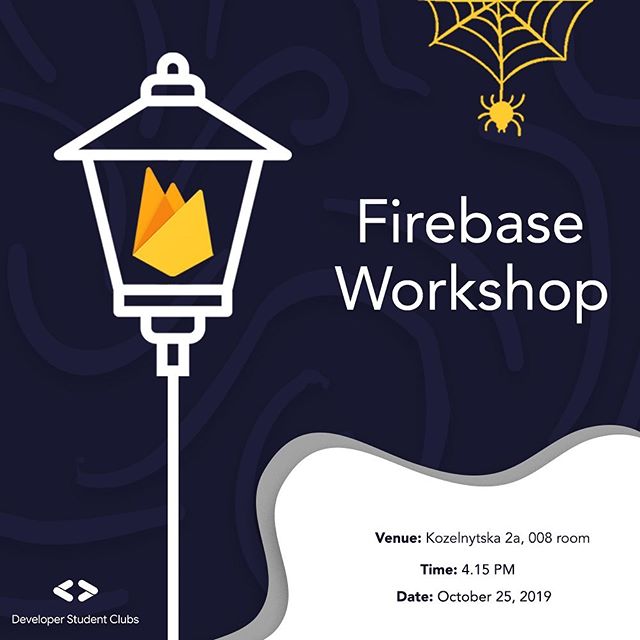 Firebase
Workshop
Venue: Kozelnytska 2a, 008 room
Time: 4.15 PM
Date: October 25, 2019
Developer Student Clubs